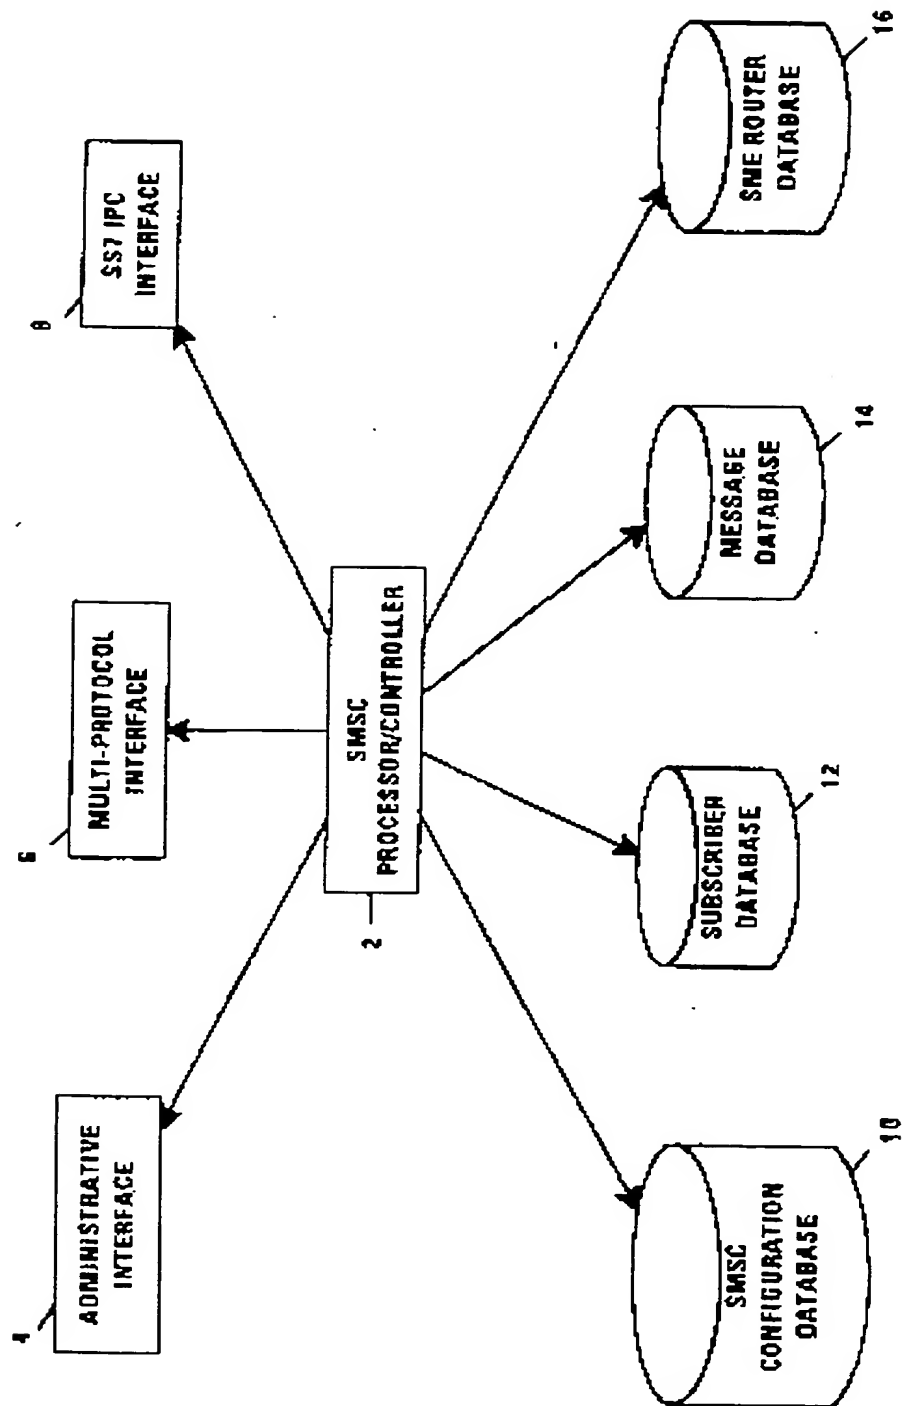 4
ADMINISTRATIVE
INTERFACE
6
MULTI-PROTOCOL
INTERFACE
8
SS7 IPC
INTERFACE
2
SMSC
PROCESSOR/CONTROLLER
SMSC
CONFIGURATION
DATABASE
10
SUBSCRIBER
DATABASE
12
MESSAGE
DATABASE
14
SME ROUTER
DATABASE
16